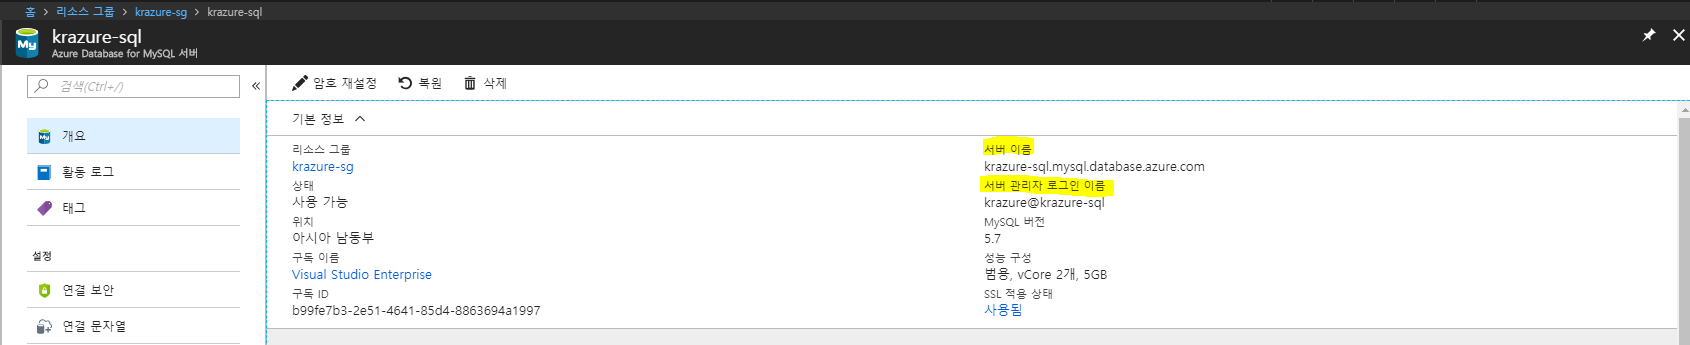 홈 > 리소스 그룹 > krazure-sg > krazure-sql
krazure-sql
Azure Database for MySQL 서버
검색(Ctrl+/)
«
암호 재설정 복원 삭제
개요
활동 로그
태그
설정
연결 보안
연결 문자열
기본 정보
리소스 그룹
krazure-sg
상태
사용 가능
위치
아시아 남동부
구독 이름
Visual Studio Enterprise
구독 ID
b99fe7b3-2e51-4641-85d4-8863694a1997
서버 이름
krazure-sql.mysql.database.azure.com
서버 관리자 로그인 이름
krazure@krazure-sql
MySQL 버전
5.7
성능 구성
범용, vCore 2개, 5GB
SSL 적용 상태
사용됨